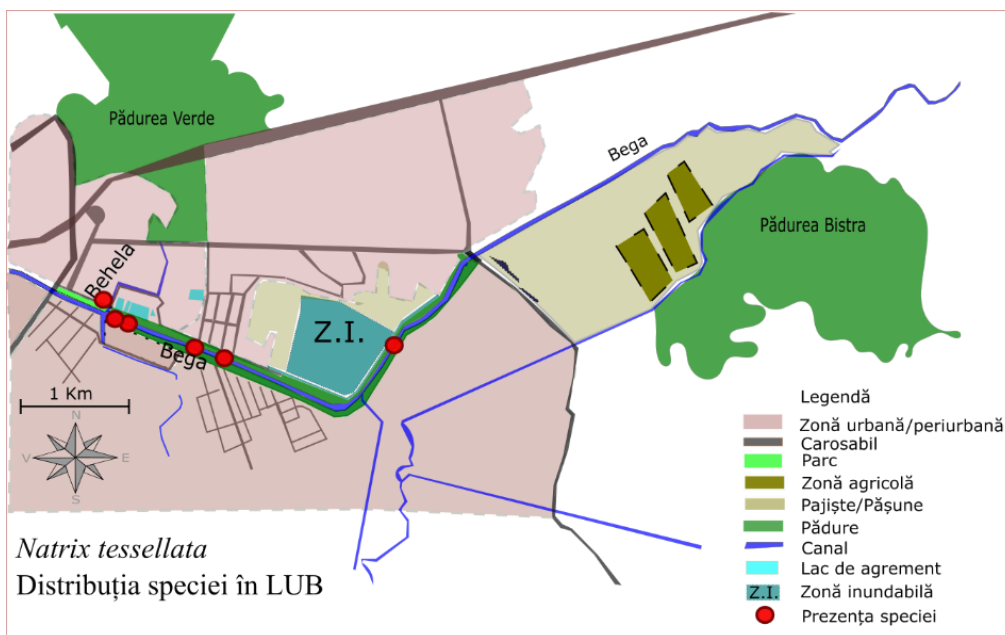 Pădurea Verde
Bega
Pădurea Bistra
Behela
Z.I.
Bega
1 Km
N
V
E
S
Legendă
Zonă urbană/periurbană
Carosabil
Parc
Zonă agricolă
Pajiște/Pășune
Pădure
Canal
Lac de agrement
Z.I. Zonă inundabilă
Prezența speciei
Natrix tessellata
Distribuția speciei în LUB